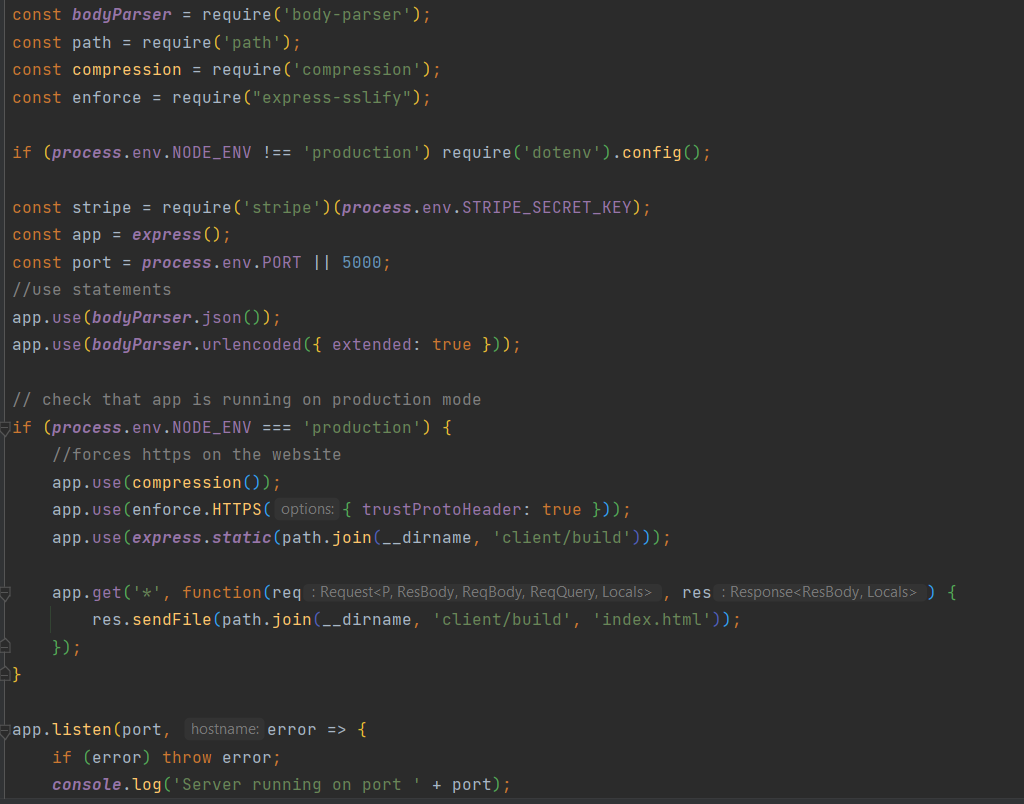 const bodyParser = require('body-parser');
const path = require('path');
const compression = require('compression');
const enforce = require("express-sslify");
if (process.env.NODE_ENV !== 'production') require('dotenv').config();
const stripe = require('stripe')(process.env.STRIPE_SECRET_KEY);
const app = express();
const port = process.env.PORT || 5000;
//use statements
app.use(bodyParser.json());
app.use(bodyParser.urlencoded({ extended: true }));
// check that app is running on production mode
if (process.env.NODE_ENV === 'production') {
    //forces https on the website
    app.use(compression());
    app.use(enforce.HTTPS( options: { trustProtoHeader: true }));
    app.use(express.static(path.join(__dirname, 'client/build')));
    app.get('*', function(req : Request<P, ResBody, ReqBody, ReqQuery, Locals> , res : Response<ResBody, Locals> ) {
        res.sendFile(path.join(__dirname, 'client/build', 'index.html'));
    });
}
app.listen(port, hostname: error => {
    if (error) throw error;
    console.log('Server running on port ' + port);